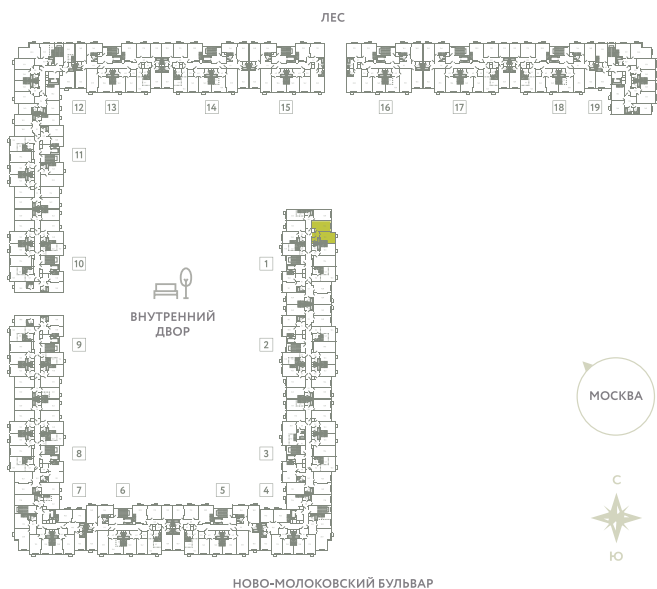 ЛЕС
12 13 14 15 16 17 18 19
11
10 1
ВНУТРЕННИЙ
ДВОР
9 2
МОСКВА
8 3
7 6 5 4
С
Ю
НОВО-МОЛОКОВСКИЙ БУЛЬВАР